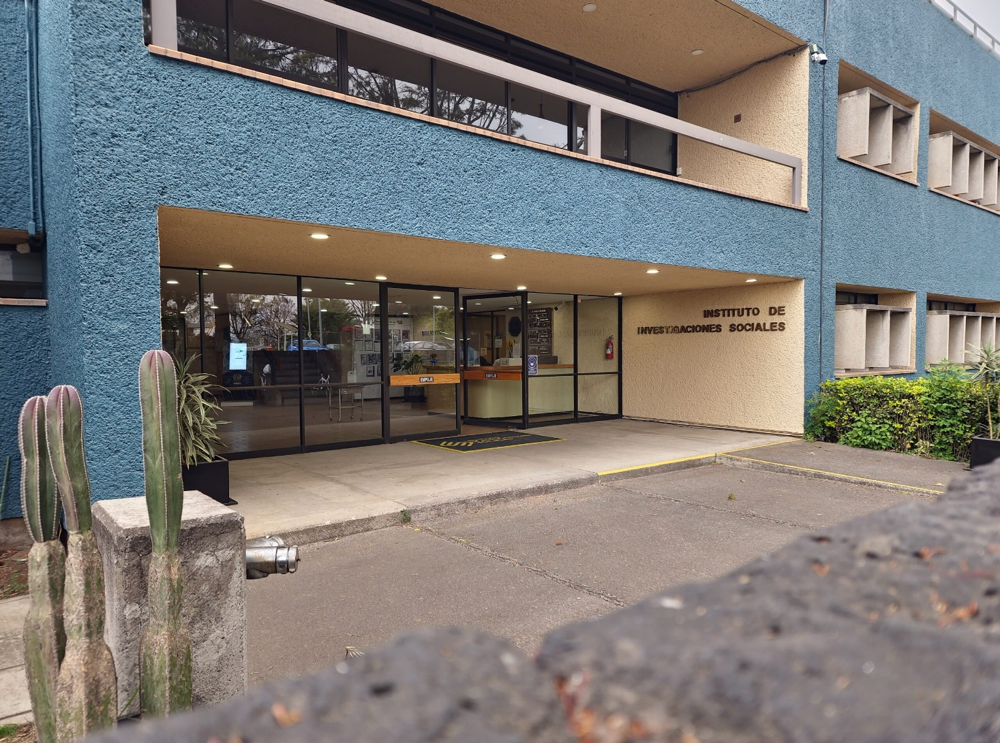 INSTITUTO DE
INVESTIGACIONES SOCIALES
EMPUJE
EMPUJE